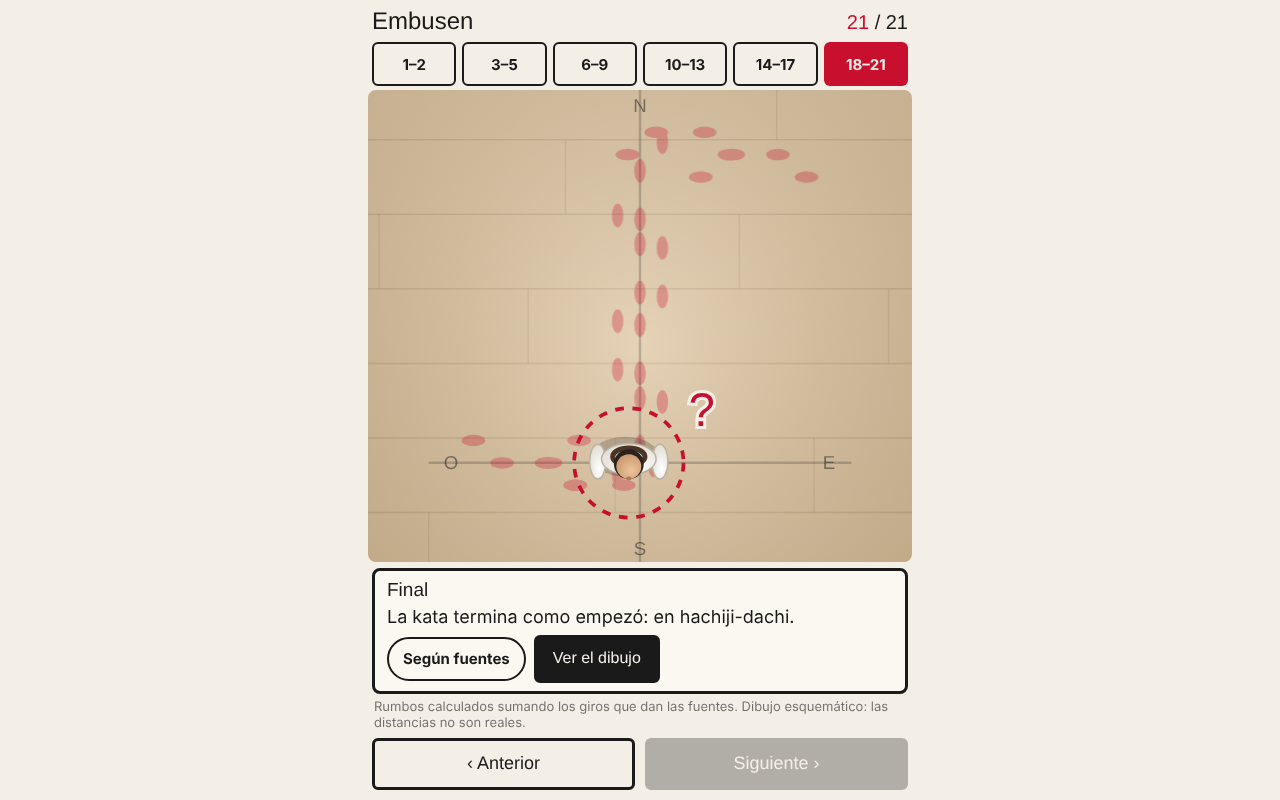 Embusen
21 / 21
1–2
3–5
6–9
10–13
14–17
18–21
N
?
O
E
S
Final
La kata termina como empezó: en hachiji-dachi.
Según fuentes
Ver el dibujo
Rumbos calculados sumando los giros que dan las fuentes. Dibujo esquemático: las
distancias no son reales.
‹ Anterior
Siguiente ›